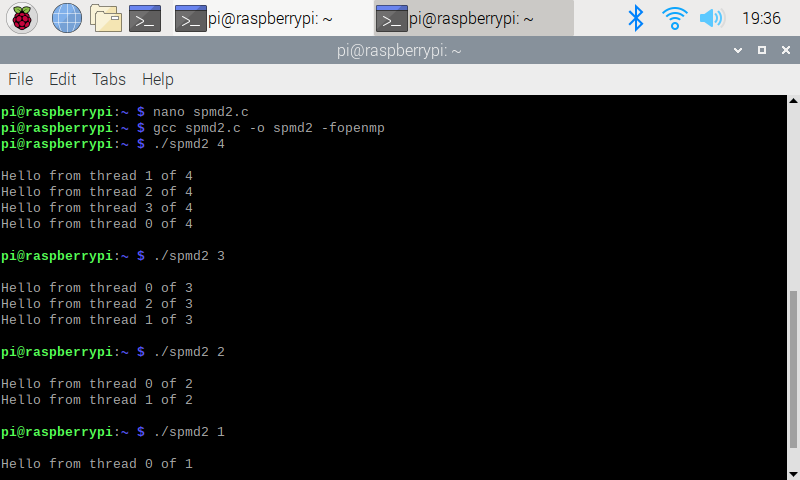 pi@raspberrypi: ~ pi@raspberrypi: ~ 19:36
pi@raspberrypi: ~
File Edit Tabs Help
pi@raspberrypi:~ $ nano spmd2.c
pi@raspberrypi:~ $ gcc spmd2.c -o spmd2 -fopenmp
pi@raspberrypi:~ $ ./spmd2 4
Hello from thread 1 of 4
Hello from thread 2 of 4
Hello from thread 3 of 4
Hello from thread 0 of 4
pi@raspberrypi:~ $ ./spmd2 3
Hello from thread 0 of 3
Hello from thread 2 of 3
Hello from thread 1 of 3
pi@raspberrypi:~ $ ./spmd2 2
Hello from thread 0 of 2
Hello from thread 1 of 2
pi@raspberrypi:~ $ ./spmd2 1
Hello from thread 0 of 1